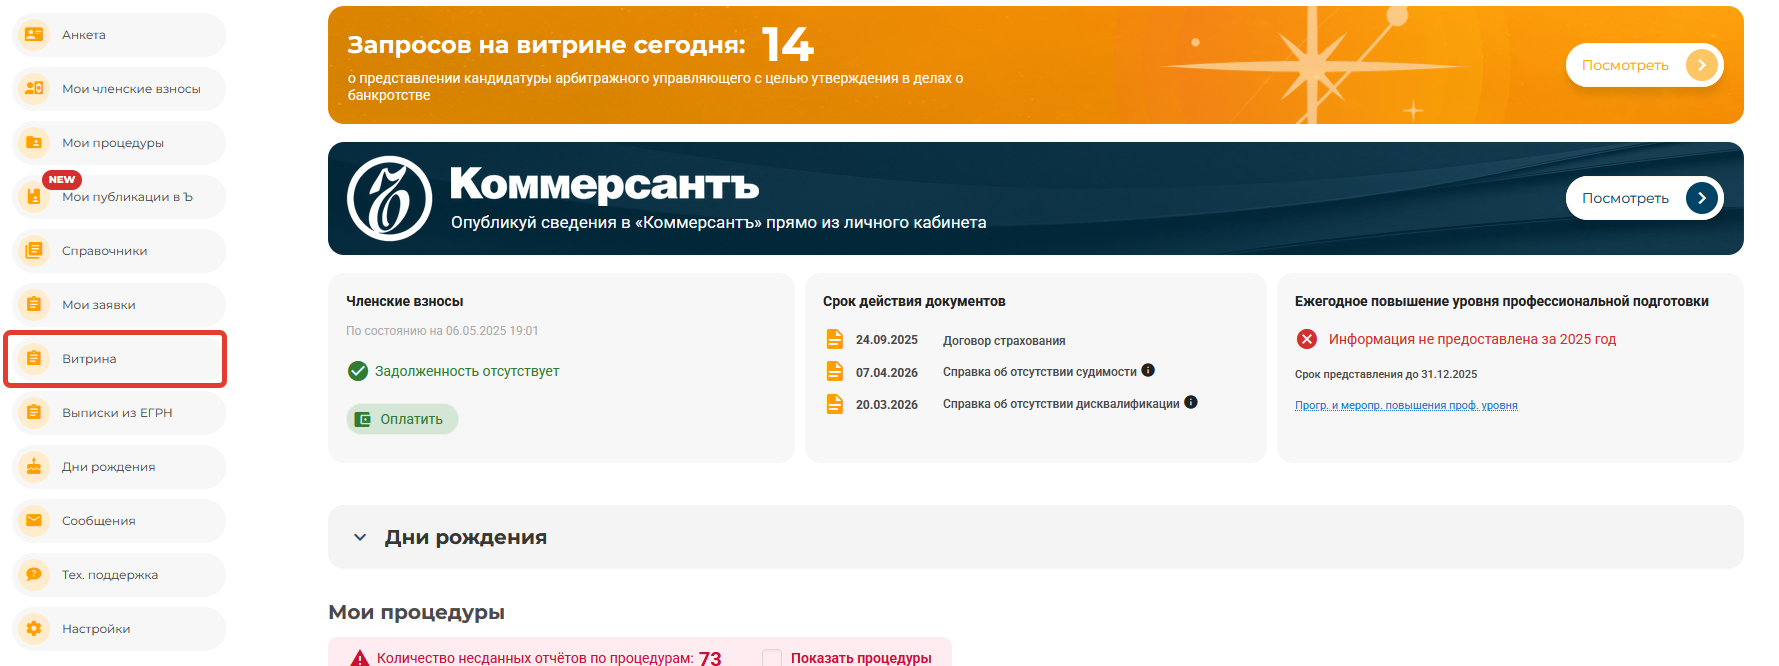 Анкета
Мои членские взносы
Мои процедуры
NEW
Мои публикации в Ъ
Справочники
Мои заявки
Витрина
Выписки из ЕГРН
Дни рождения
Сообщения
Тех. поддержка
Настройки
Запросов на витрине сегодня: 14
о представлении кандидатуры арбитражного управляющего с целью утверждения в делах о
банкротстве
Посмотреть
Коммерсантъ
Опубликуй сведения в «Коммерсантъ» прямо из личного кабинета
Посмотреть
Членские взносы
По состоянию на 06.05.2025 19:01
Задолженность отсутствует
Оплатить
Срок действия документов
24.09.2025 Договор страхования
07.04.2026 Справка об отсутствии судимости
20.03.2026 Справка об отсутствии дисквалификации
Ежегодное повышение уровня профессиональной подготовки
Информация не предоставлена за 2025 год
Срок представления до 31.12.2025
Прогр. и меропр. повышения проф. уровня
Дни рождения
Мои процедуры
Количество несданных отчётов по процедурам: 73
Показать процедуры